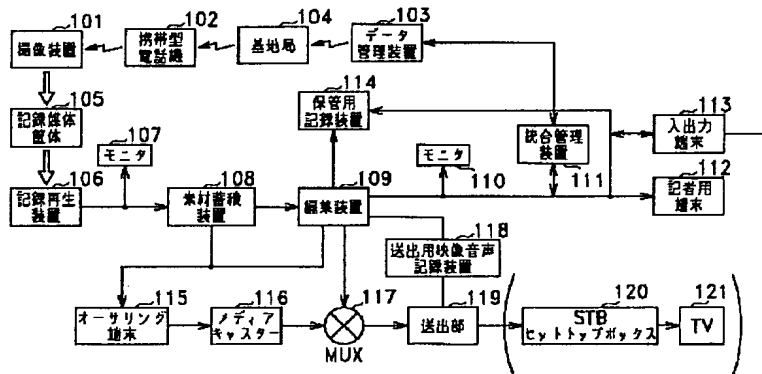 101
撮像装置
102
携帯型
電話機
104
基地局
103
データ
管理装置
105
記録媒体
筐体
107
モニタ
114
保管用
記録装置
113
入出力
端末
統合管理
装置
111
112
記者用
端末
106
記録再生
装置
108
素材蓄積
装置
109
編集装置
モニタ
110
118
送出用映像音声
記録装置
115
オーサリング
端末
116
メディア
キャスター
117
MUX
119
送出部
120
STB
セットトップボックス
121
TV